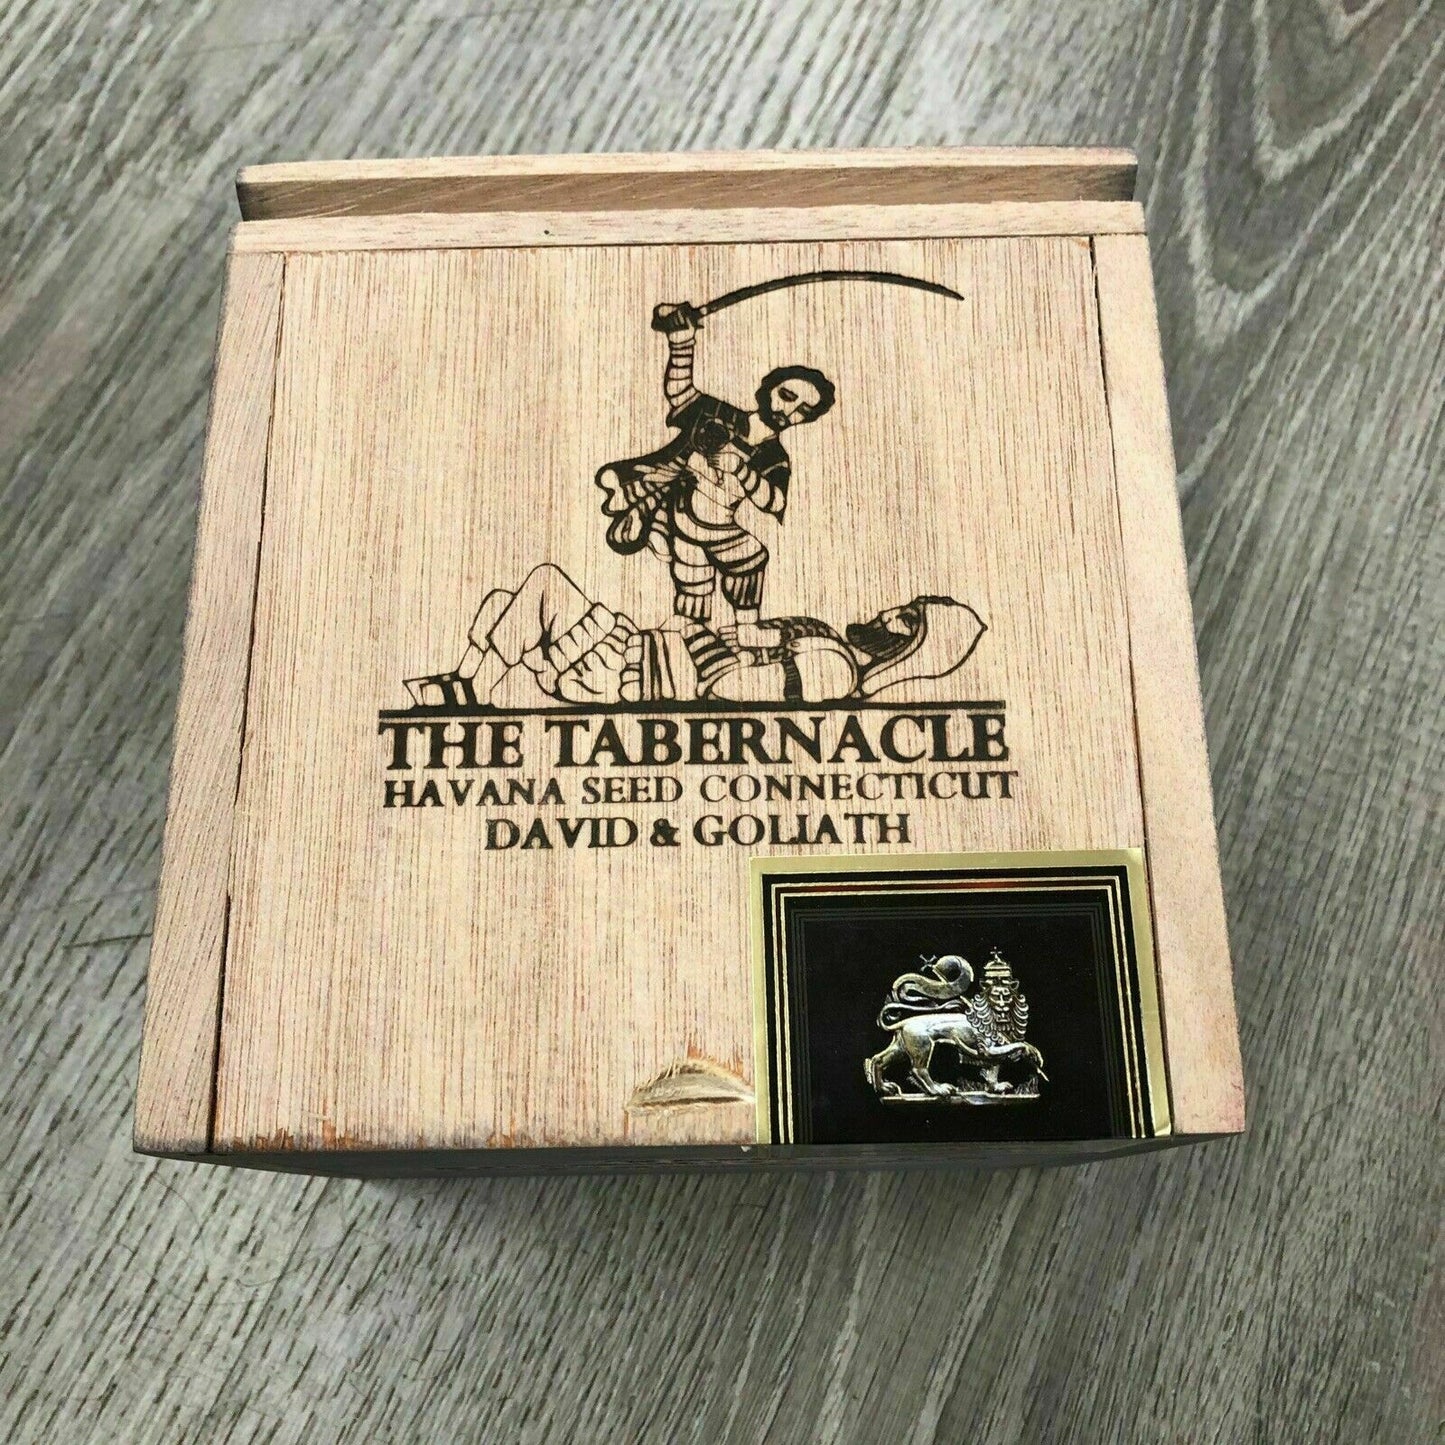 THE TABERNACLE
HAVANA SEED CONNECTICUT
DAVID & GOLIATH